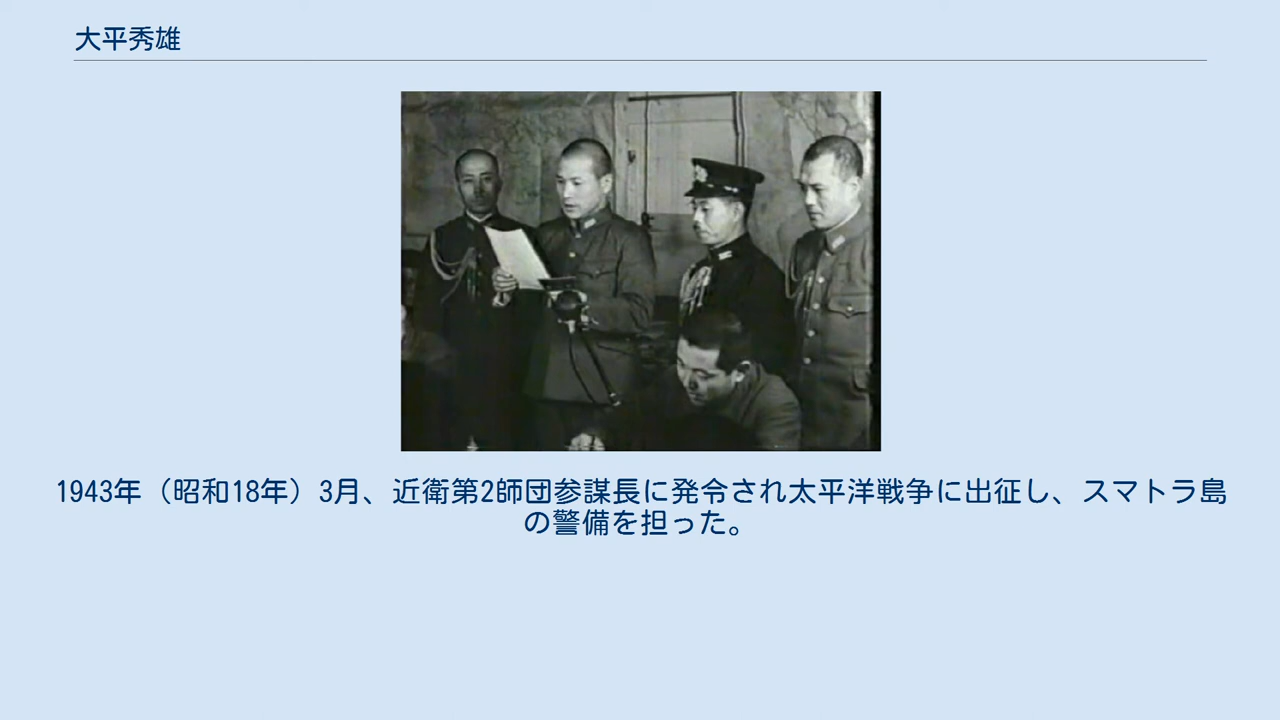 大平秀雄
1943年（昭和18年）3月、近衛第2師団参謀長に発令され太平洋戦争に出征し、スマトラ島
の警備を担った。